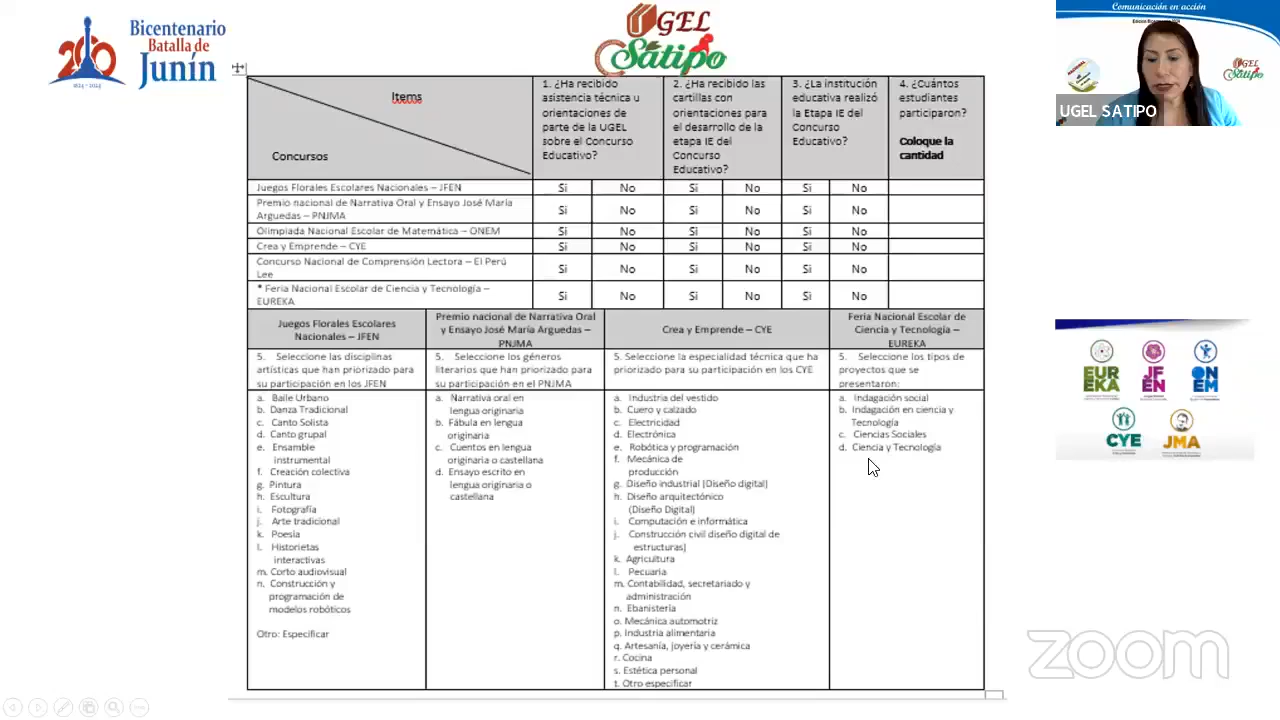 Bicentenario
Batalla de
Junín
1824 - 2024
UGEL
Satipo
Comunicación en acción
UGEL
Satipo
UGEL SATIPO
Items
Concursos
1. ¿Ha recibido
asistencia técnica u
orientaciones de
parte de la UGEL
sobre el Concurso
Educativo?
2. ¿Ha recibido las
cartillas con
orientaciones para
el desarrollo de la
etapa IE del
Concurso
Educativo?
3. ¿La institución
educativa realizó
la Etapa IE del
Concurso
Educativo?
4. ¿Cuántos
estudiantes
participaron?
Coloque la
cantidad
Juegos Florales Escolares Nacionales – JFEN Si No Si No Si No
Premio nacional de Narrativa Oral y Ensayo José María
Arguedas – PNJMA Si No Si No Si No
Olimpiada Nacional Escolar de Matemática – ONEM Si No Si No Si No
Crea y Emprende – CYE Si No Si No Si No
Concurso Nacional de Comprensión Lectora – El Perú
Lee Si No Si No Si No
* Feria Nacional Escolar de Ciencia y Tecnología –
EUREKA Si No Si No Si No
Juegos Florales Escolares
Nacionales – JFEN
Premio nacional de Narrativa Oral
y Ensayo José María Arguedas –
PNJMA
Crea y Emprende – CYE
Feria Nacional Escolar de
Ciencia y Tecnología –
EUREKA
5. Seleccione las disciplinas
artísticas que han priorizado para
su participación en los JFEN
5. Seleccione los géneros
literarios que han priorizado para
su participación en el PNJMA
5. Seleccione la especialidad técnica que ha
priorizado para su participación en los CYE
5. Seleccione los tipos de
proyectos que se
presentaron:
a. Baile Urbano
b. Danza Tradicional
c. Canto Solista
d. Canto grupal
e. Ensamble
instrumental
f. Creación colectiva
g. Pintura
h. Escultura
i. Fotografía
j. Arte tradicional
k. Poesía
l. Historietas
interactivas
m. Corto audiovisual
n. Construcción y
programación de
modelos robóticos
Otro: Especificar
a. Narrativa oral en
lengua originaria
b. Fábula en lengua
originaria
c. Cuentos en lengua
originaria o castellana
d. Ensayo escrito en
lengua originaria o
castellana
a. Industria del vestido
b. Cuero y calzado
c. Electricidad
d. Electrónica
e. Robótica y programación
f. Mecánica de
producción
g. Diseño industrial (Diseño digital)
h. Diseño arquitectónico
(Diseño Digital)
i. Computación e informática
j. Construcción civil diseño digital de
estructuras)
k. Agricultura
l. Pecuaria
m. Contabilidad, secretariado y
administración
n. Ebanistería
o. Mecánica automotriz
p. Industria alimentaria
q. Artesanía, joyería y cerámica
r. Cocina
s. Estética personal
t. Otro especificar
a. Indagación social
b. Indagación en ciencia y
Tecnología
c. Ciencias Sociales
d. Ciencia y Tecnología
EUR
EKA
JF
EN
ON
EM
CYE
JMA
zoom